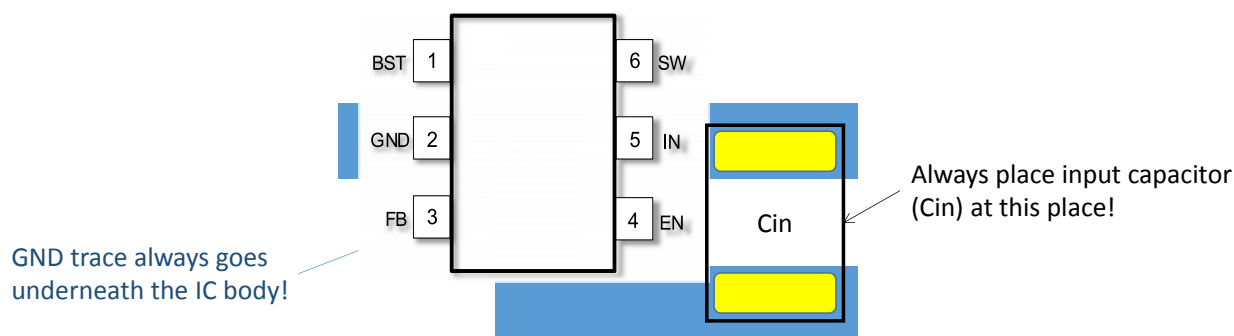 BST 1
6 SW
GND 2
5 IN
FB 3
4 EN
Cin
Always place input capacitor
(Cin) at this place!
GND trace always goes
underneath the IC body!